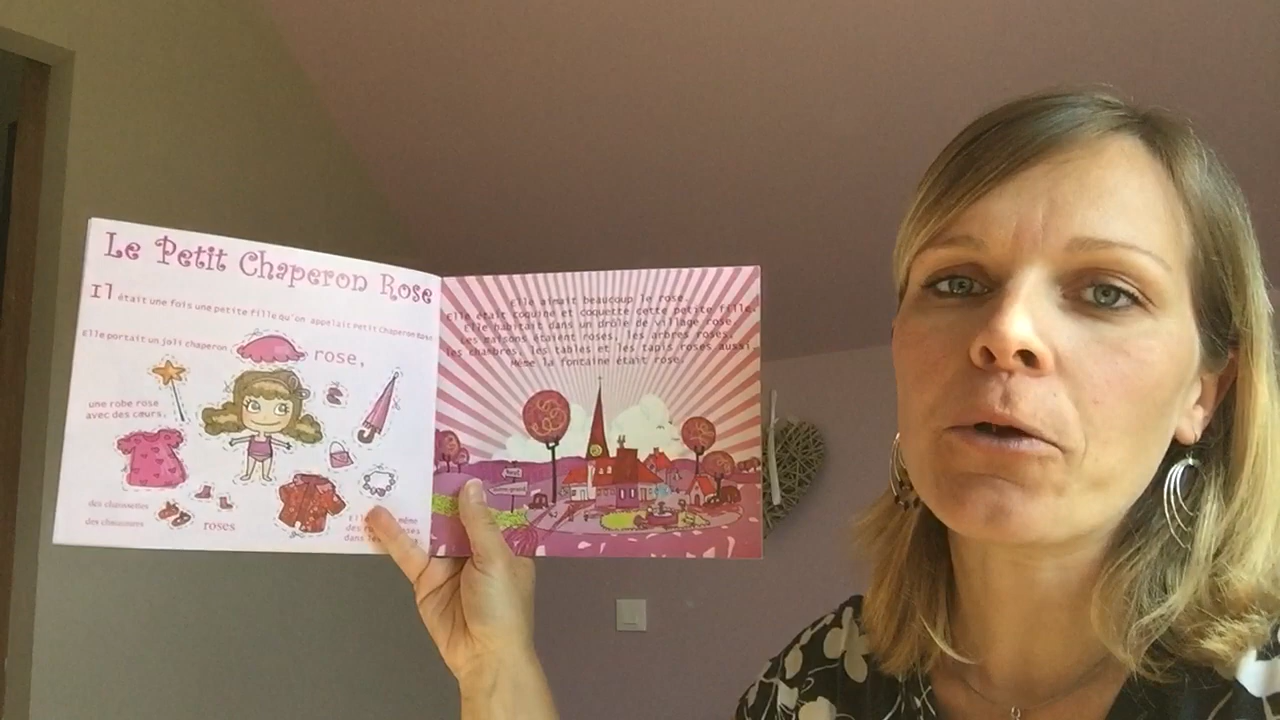 Le Petit Chaperon Rose
Il était une fois une petite fille qu'on appelait Petit Chaperon Rose
Elle portait un joli chaperon
rose,
une robe rose
avec des cœurs,
des chaussettes
des chaussures
roses
même
dans
Elle aimait beaucoup le rose.
Elle était coquine et coquette cette petite fille.
Elle habitait dans un drôle de village rose.
Les maisons étaient roses, les arbres roses,
les chambres, les tables et les tapis roses aussi.
Même la fontaine était rose.